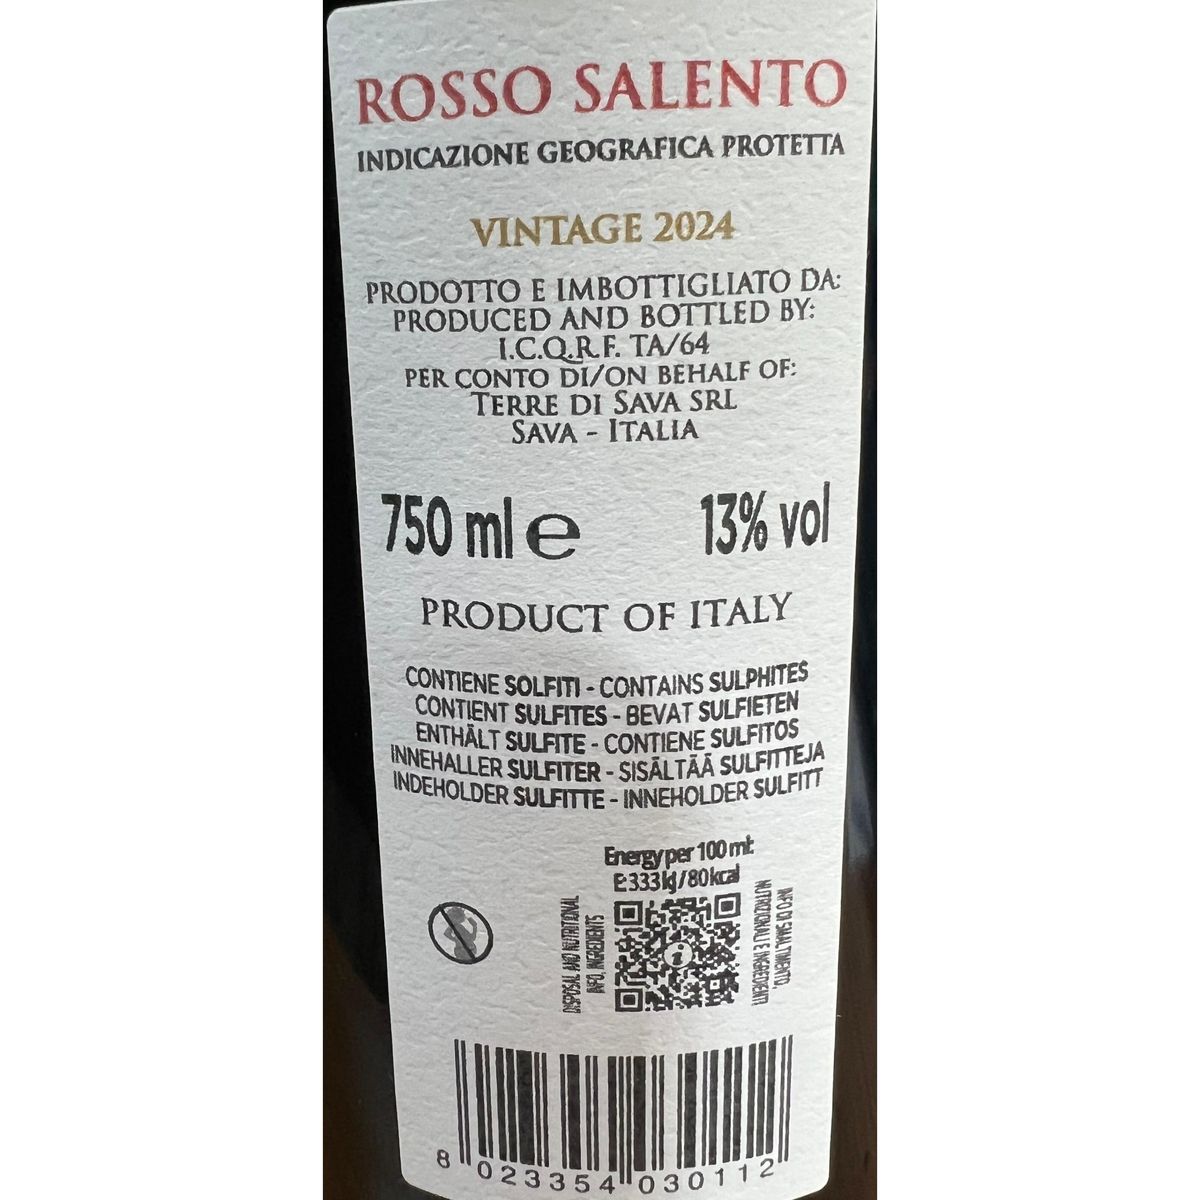 ROSSO SALENTO
INDICAZIONE GEOGRAFICA PROTETTA
VINTAGE 2024
PRODOTTO E IMBOTTIGLIATO DA:
PRODUCED AND BOTTLED BY:
I.C.Q.R.F. TA/64
PER CONTO DI/ON BEHALF OF:
TERRE DI SAVA SRL
SAVA - ITALIA
750 ml e
13% vol
PRODUCT OF ITALY
CONTIENE SOLFITI - CONTAINS SULPHITES
CONTIENT SULFITES - BEVAT SULFIETEN
ENTHÄLT SULFITE - CONTIENE SULFITOS
INNEHALLER SULFITER - SISÄLTÄÄ SULFITTEJA
INDEHOLDER SULFITTE - INNEHOLDER SULFITT
Energy per 100 ml:
E:333 kJ/80kcal
DISPOSAL AND NUTRITIONAL
INFO, INGREDIENTS
INFO DI SMALTIMENTO,
NUTRIZIONALI E INGREDIENTI
8 023354 030112